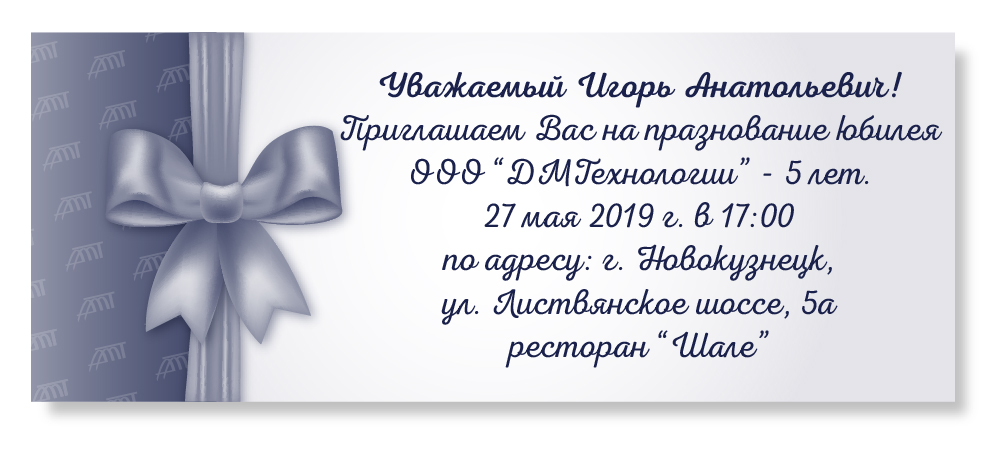 Уважаемый Игорь Анатольевич!
Приглашаем Вас на празнование юбилея
ООО “ДМТехнологии” - 5 лет.
27 мая 2019 г. в 17:00
по адресу: г. Новокузнецк,
ул. Листвянское шоссе, 5а
ресторан “Шале”